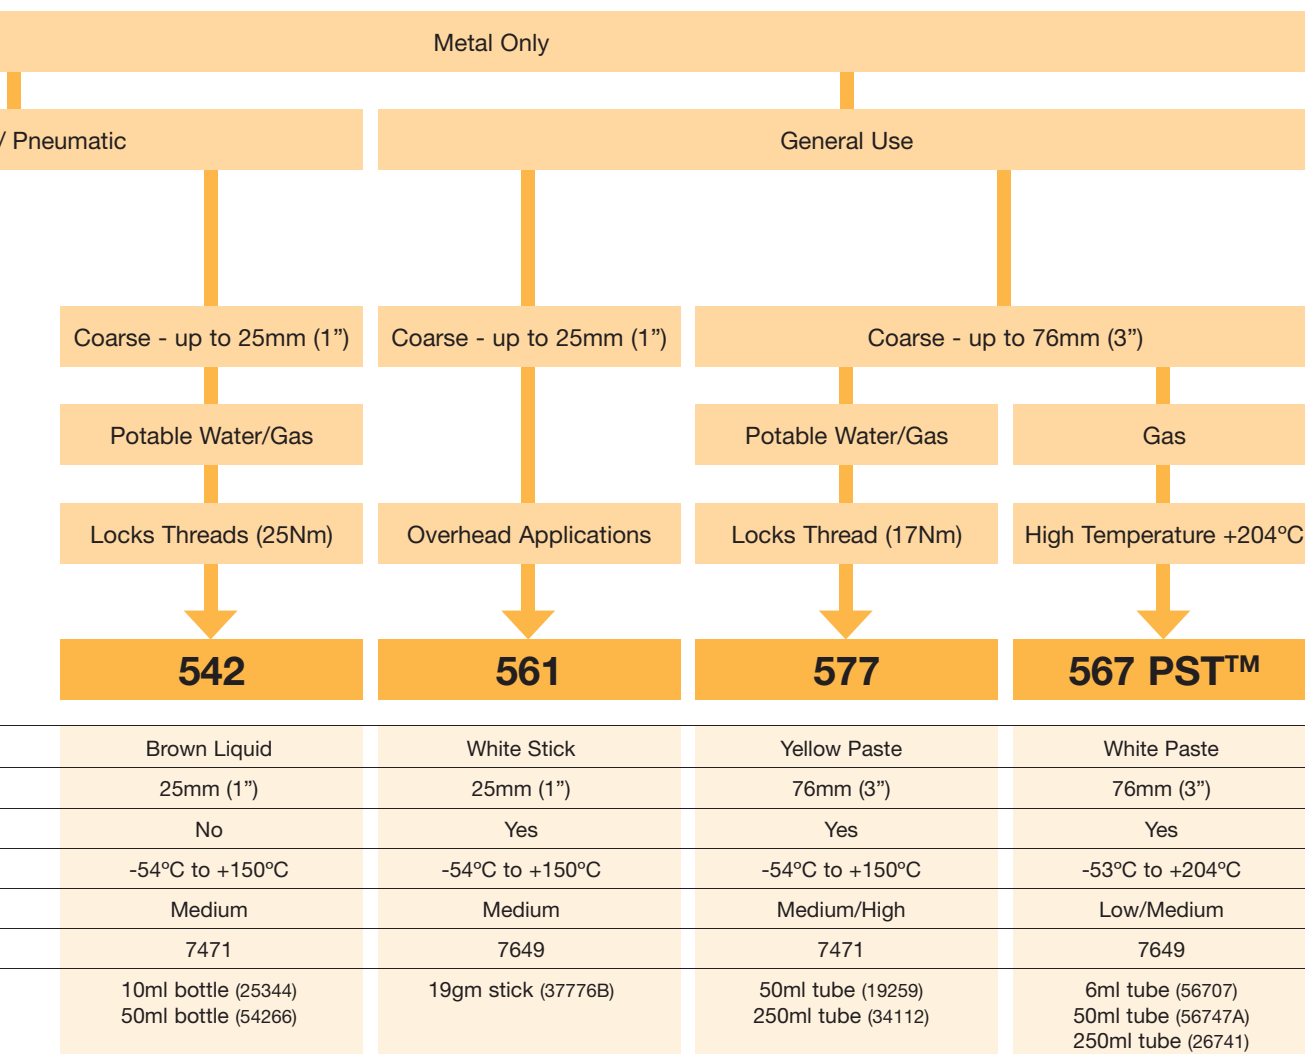 Metal Only
/ Pneumatic
General Use
Coarse - up to 25mm (1”)
Coarse - up to 25mm (1”)
Coarse - up to 76mm (3”)
Potable Water/Gas
Potable Water/Gas
Gas
Locks Threads (25Nm)
Overhead Applications
Locks Thread (17Nm)
High Temperature +204ºC
542
561
577
567 PST™
Brown Liquid
White Stick
Yellow Paste
White Paste
25mm (1”)
25mm (1”)
76mm (3”)
76mm (3”)
No
Yes
Yes
Yes
-54ºC to +150ºC
-54ºC to +150ºC
-54ºC to +150ºC
-53ºC to +204ºC
Medium
Medium
Medium/High
Low/Medium
7471
7649
7471
7649
10ml bottle (25344)
50ml bottle (54266)
19gm stick (37776B)
50ml tube (19259)
250ml tube (34112)
6ml tube (56707)
50ml tube (56747A)
250ml tube (26741)